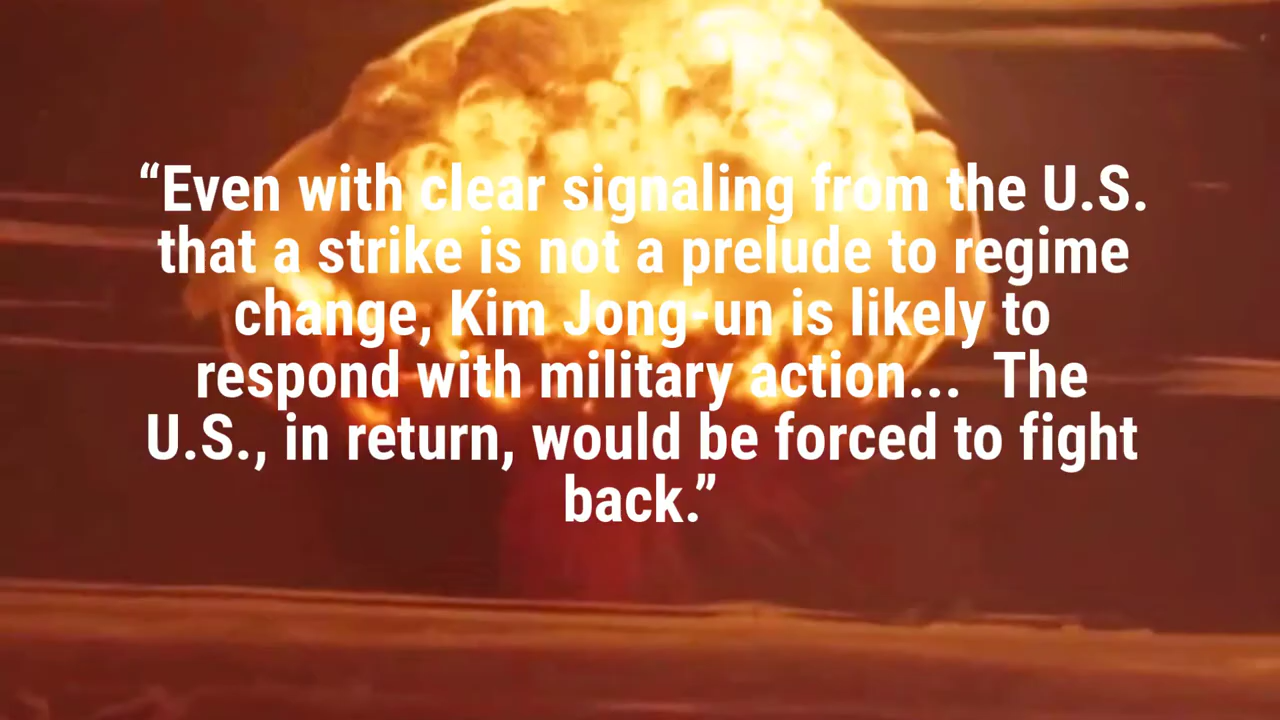 “Even with clear signaling from the U.S.
that a strike is not a prelude to regime
change, Kim Jong-un is likely to
respond with military action...  The
U.S., in return, would be forced to fight
back.”